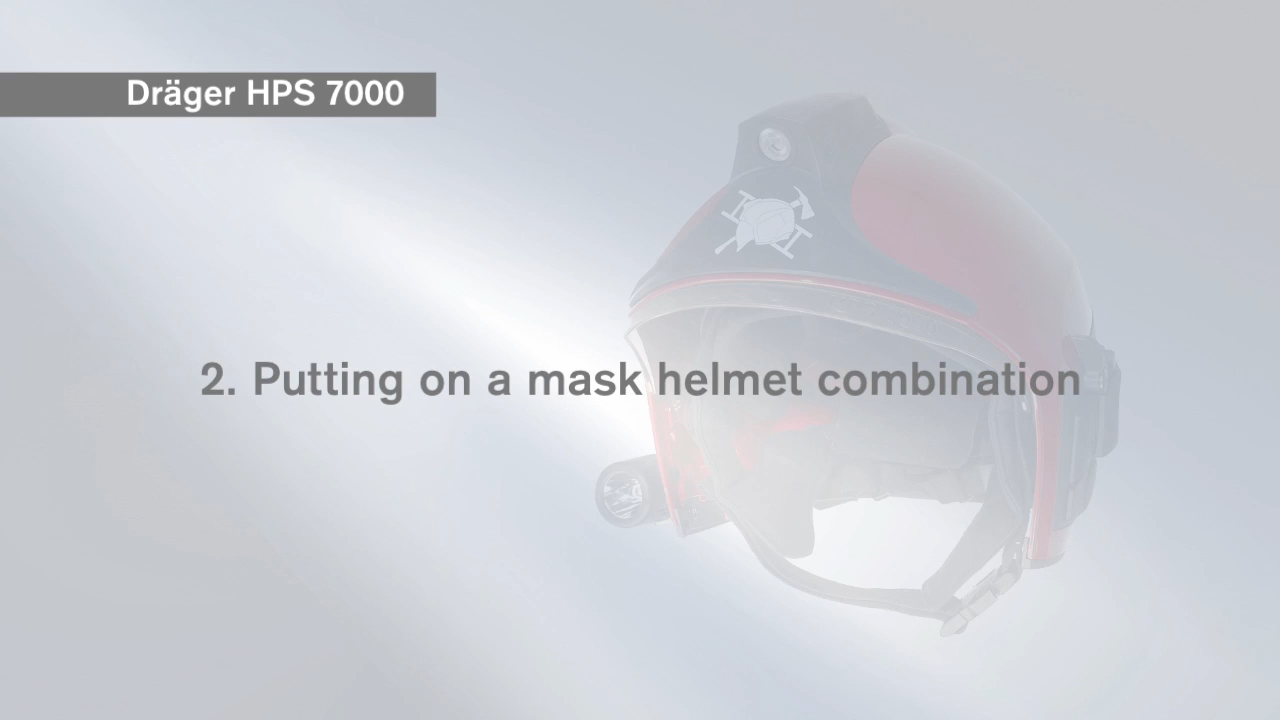 Dräger HPS 7000
2. Putting on a mask helmet combination